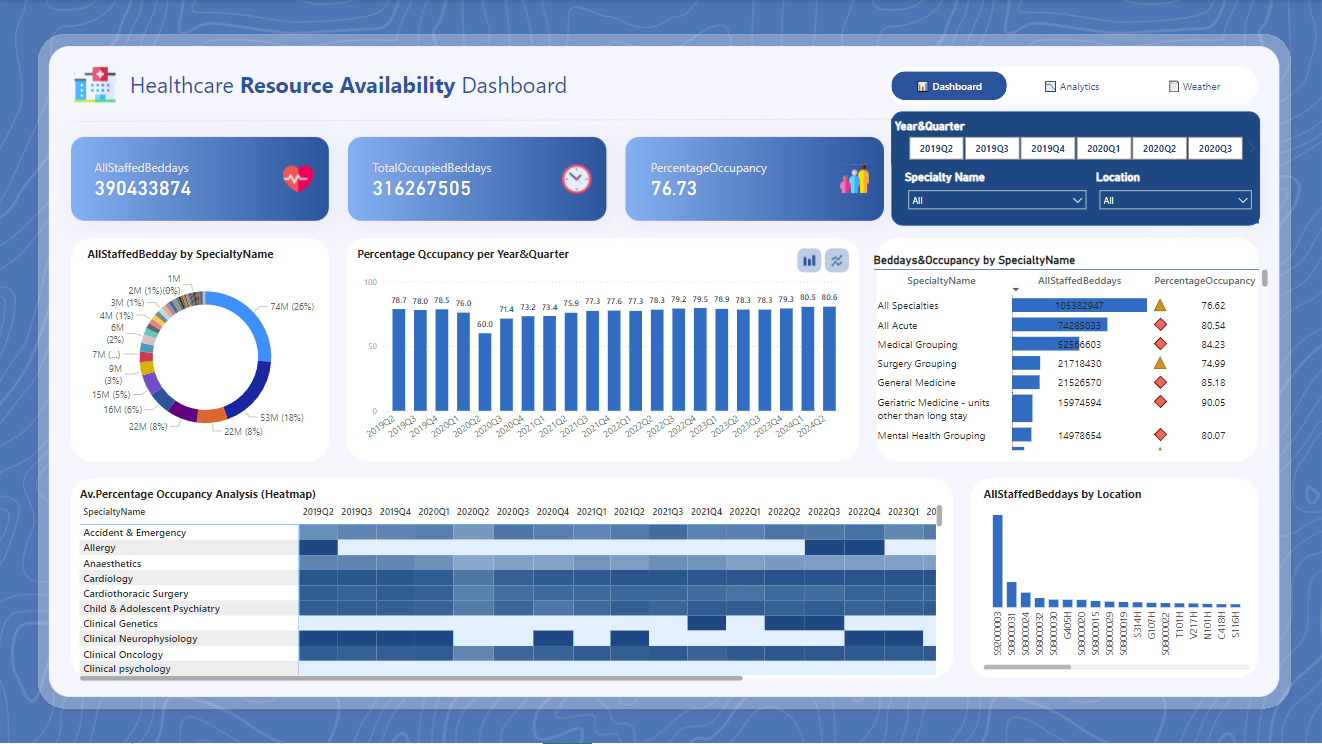 Healthcare Resource Availability Dashboard
Dashboard
Analytics
Weather
AllStaffedBeddays
390433874
TotalOccupiedBeddays
316267505
PercentageOccupancy
76.73
Year&Quarter
2019Q2 2019Q3 2019Q4 2020Q1 2020Q2 2020Q3
Specialty Name Location
All All
AllStaffedBedday by SpecialtyName
1M
2M (1%)(0%)
3M (1%)
4M (1%)
6M
(2%)
7M (...)
9M
(3%)
15M (5%)
16M (6%)
22M (8%)
22M (8%)
53M (18%)
74M (26%)
Percentage Qccupancy per Year&Quarter
100
50
0
78.7 78.0 78.5 76.0 60.0 71.4 73.2 73.4 75.9 77.3 77.6 77.3 78.3 79.2 79.5 78.9 78.3 78.3 79.3 80.5 80.6
2019Q2 2019Q3 2019Q4 2020Q1 2020Q2 2020Q3 2020Q4 2021Q1 2021Q2 2021Q3 2021Q4 2022Q1 2022Q2 2022Q3 2022Q4 2023Q1 2023Q2 2023Q3 2023Q4 2024Q1 2024Q2
Beddays&Occupancy by SpecialtyName
SpecialtyName AllStaffedBeddays PercentageOccupancy
All Specialties 105382947 76.62
All Acute 74285033 80.54
Medical Grouping 52566603 84.23
Surgery Grouping 21718430 74.99
General Medicine 21526570 85.18
Geriatric Medicine - units 15974594 90.05
other than long stay
Mental Health Grouping 14978654 80.07
Av.Percentage Occupancy Analysis (Heatmap)
SpecialtyName 2019Q2 2019Q3 2019Q4 2020Q1 2020Q2 2020Q3 2020Q4 2021Q1 2021Q2 2021Q3 2021Q4 2022Q1 2022Q2 2022Q3 2022Q4 2023Q1 20
Accident & Emergency
Allergy
Anaesthetics
Cardiology
Cardiothoracic Surgery
Child & Adolescent Psychiatry
Clinical Genetics
Clinical Neurophysiology
Clinical Oncology
Clinical psychology
AllStaffedBeddays by Location
S92000003 S08000031 S08000024 S08000032 S08000030 G405H S08000020 S08000015 S08000029 S08000019 S314H G107H S08000022 T101H V217H N101H C418H S116H